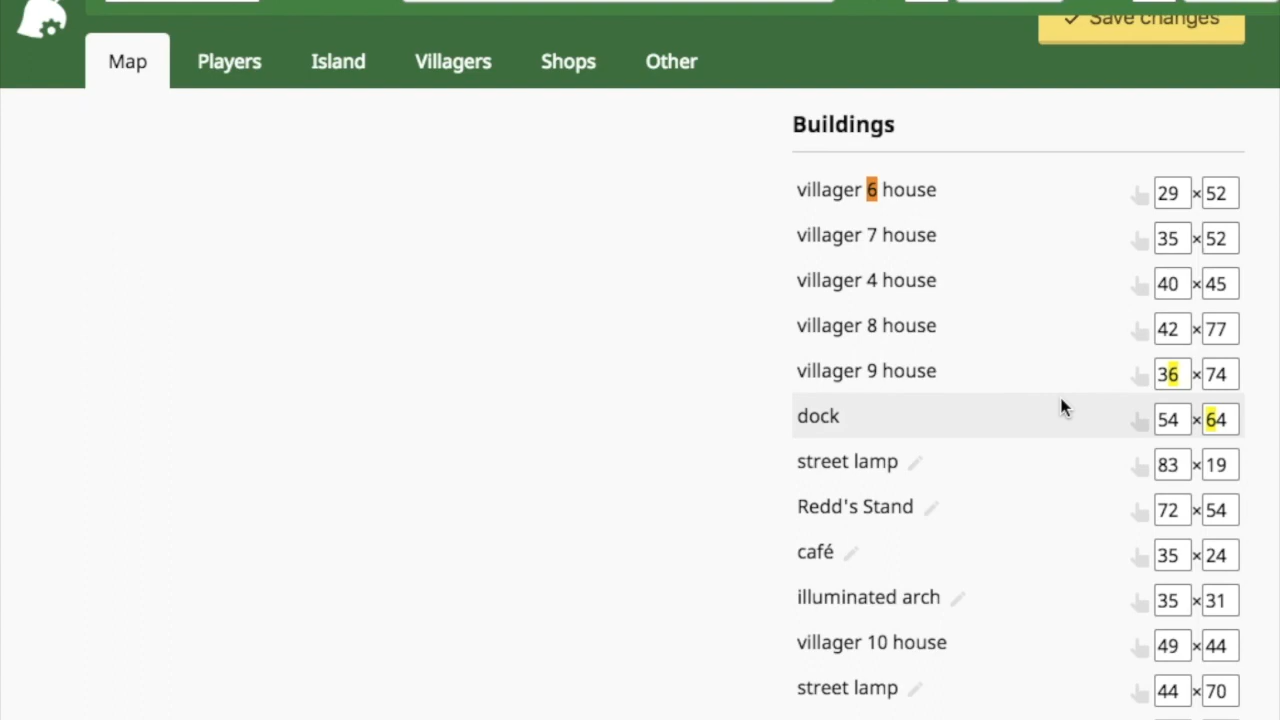 Save changes
Map Players Island Villagers Shops Other
Buildings
villager 6 house 29 × 52
villager 7 house 35 × 52
villager 4 house 40 × 45
villager 8 house 42 × 77
villager 9 house 36 × 74
dock 54 × 64
street lamp 83 × 19
Redd's Stand 72 × 54
café 35 × 24
illuminated arch 35 × 31
villager 10 house 49 × 44
street lamp 44 × 70